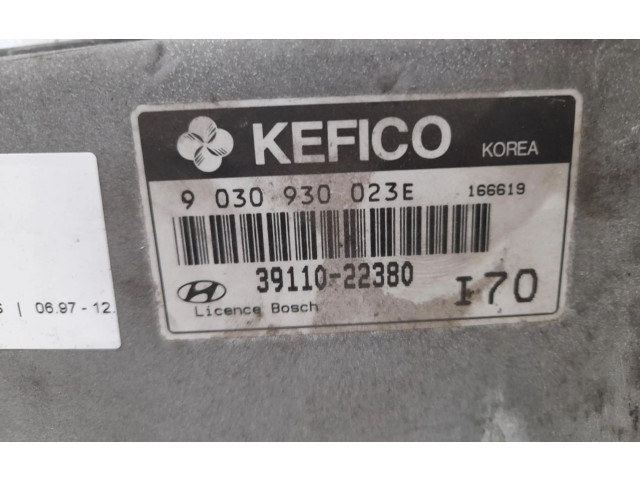 KEFICO KOREA
9 030 930 023E 166619
39110-22380
Licence Bosch I70
| 06.97 - 12.